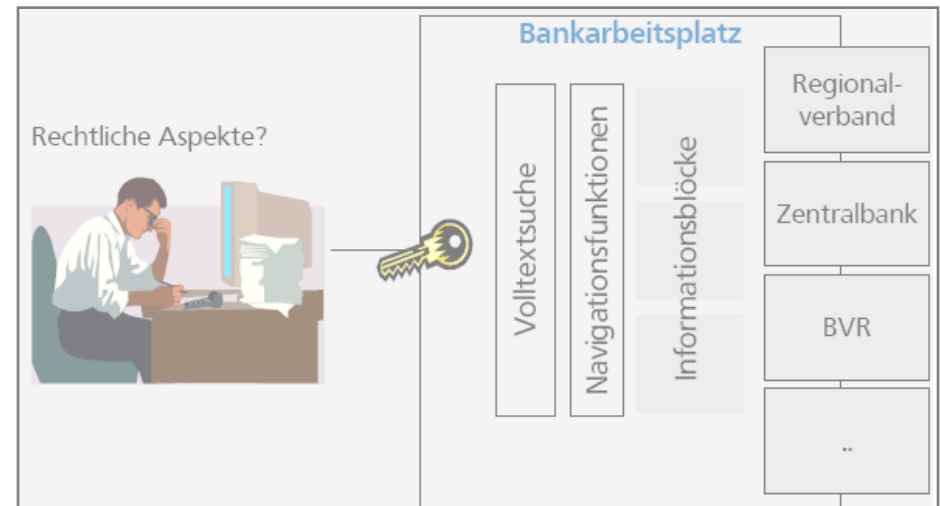 Bankarbeitsplatz
Rechtliche Aspekte?
Volltextsuche
Navigationsfunktionen
Informationsblöcke
Regional-
verband
Zentralbank
BVR
..